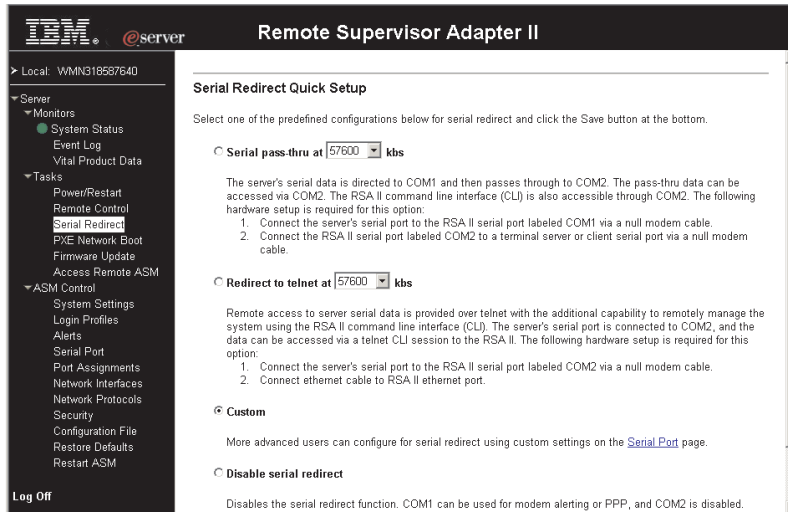 IBM. @server
Remote Supervisor Adapter II
Local: WMN318587640
Server
Monitors
System Status
Event Log
Vital Product Data
Tasks
Power/Restart
Remote Control
Serial Redirect
PXE Network Boot
Firmware Update
Access Remote ASM
ASM Control
System Settings
Login Profiles
Alerts
Serial Port
Port Assignments
Network Interfaces
Network Protocols
Security
Configuration File
Restore Defaults
Restart ASM
Log Off
Serial Redirect Quick Setup
Select one of the predefined configurations below for serial redirect and click the Save button at the bottom.
Serial pass-thru at 57600 kbs
The server's serial data is directed to COM1 and then passes through to COM2. The pass-thru data can be
accessed via COM2. The RSA II command line interface (CLI) is also accessible through COM2. The following
hardware setup is required for this option:
1. Connect the server's serial port to the RSA II serial port labeled COM1 via a null modem cable.
2. Connect the RSA II serial port labeled COM2 to a terminal server or client serial port via a null modem
cable.
Redirect to telnet at 57600 kbs
Remote access to server serial data is provided over telnet with the additional capability to remotely manage the
system using the RSA II command line interface (CLI). The server's serial port is connected to COM2, and the
data can be accessed via a telnet CLI session to the RSA II. The following hardware setup is required for this
option:
1. Connect the server's serial port to the RSA II serial port labeled COM2 via a null modem cable.
2. Connect ethernet cable to RSA II ethernet port.
Custom
More advanced users can configure for serial redirect using custom settings on the Serial Port page.
Disable serial redirect
Disables the serial redirect function. COM1 can be used for modem alerting or PPP, and COM2 is disabled.